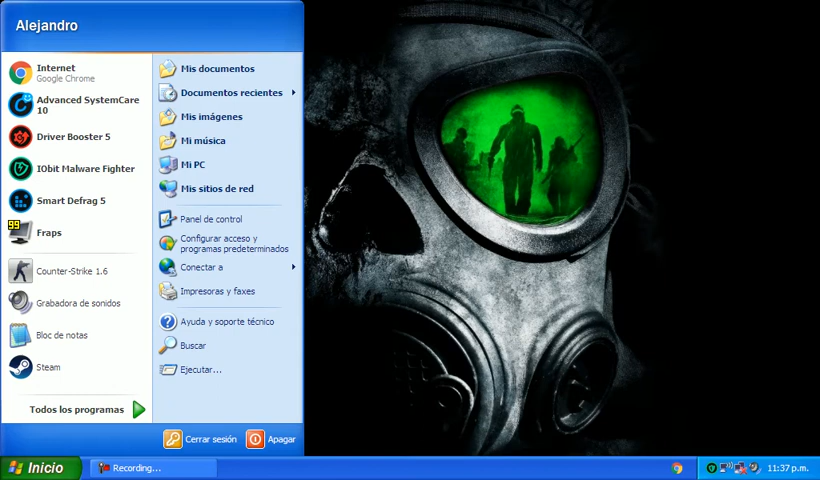 Alejandro
Internet
Google Chrome
Advanced SystemCare
10
Driver Booster 5
IObit Malware Fighter
Smart Defrag 5
99
Fraps
Counter-Strike 1.6
Grabadora de sonidos
Bloc de notas
Steam
Todos los programas
Mis documentos
Documentos recientes
Mis imágenes
Mi música
Mi PC
Mis sitios de red
Panel de control
Configurar acceso y
programas predeterminados
Conectar a
Impresoras y faxes
Ayuda y soporte técnico
Buscar
Ejecutar...
Cerrar sesión
Apagar
Inicio
Recording...
11:37 p.m.